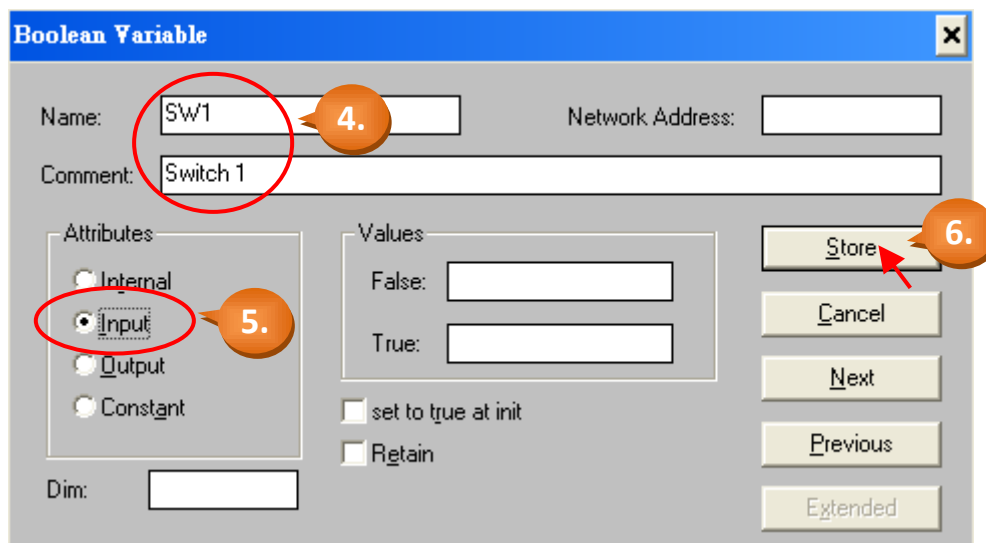 Boolean Variable
Name: SW1 4. Network Address:
Comment: Switch 1
Attributes Values 6.
Internal False: Store
Input 5. Cancel
Output True:
Constant Next
set to true at init
Retain Previous
Dim: Extended